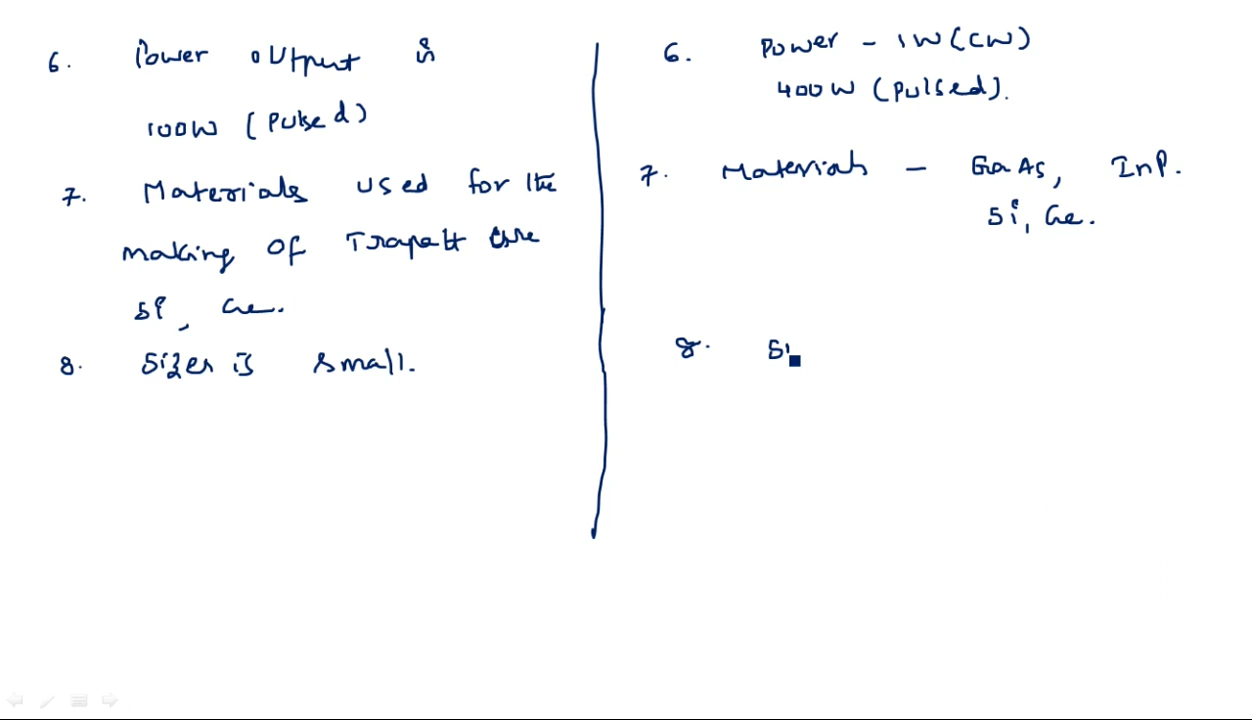 6. Power output is
100W (Pulsed)
7. Materials used for the
making of Trapatt are
Si, Ge.
8. Sizes is small.
6. Power - 1W (CW)
400W (Pulsed).
7. Materials - GaAs, InP.
Si, Ge.
8. Si